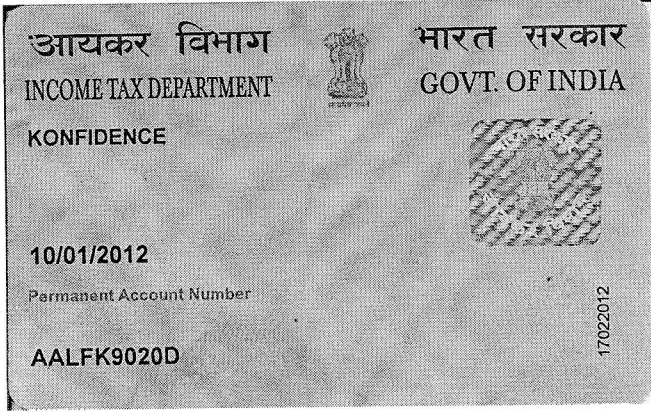 आयकर विभाग
INCOME TAX DEPARTMENT
भारत सरकार
GOVT. OF INDIA
KONFIDENCE
10/01/2012
Permanent Account Number
AALFK9020D
17022012